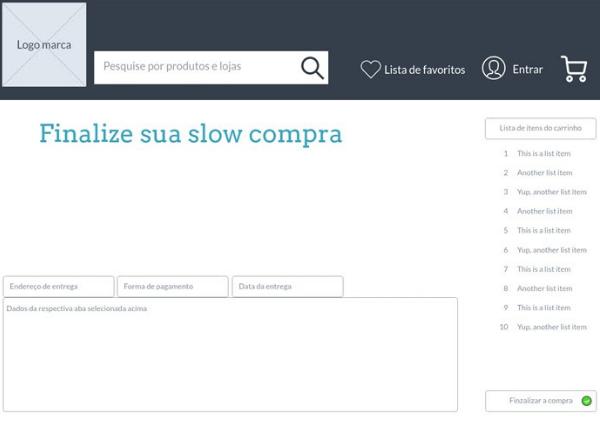 Logo marca
Pesquise por produtos e lojas
Lista de favoritos
Entrar
Finalize sua slow compra
Lista de itens do carrinho
1 This is a list item
2 Another list item
3 Yup, another list item
4 Another list item
5 This is a list item
6 Yup, another list item
7 This is a list item
8 Another list item
9 This is a list item
10 Yup, another list item
Endereço de entrega
Forma de pagamento
Data da entrega
Dados da respectiva aba selecionada acima
Finzalizar a compra